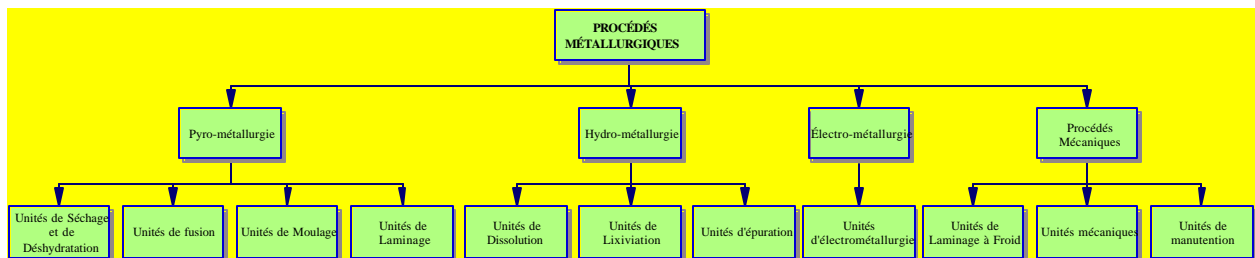 PROCÉDÉS
MÉTALLURGIQUES
Pyro-métallurgie
Hydro-métallurgie
Électro-métallurgie
Procédés
Mécaniques
Unités de Séchage
et de
Déshydratation
Unités de fusion
Unités de Moulage
Unités de
Laminage
Unités de
Dissolution
Unités de
Lixiviation
Unités d'épuration
Unités
d'électrométallurgie
Unités de
Laminage à Froid
Unités mécaniques
Unités de
manutention